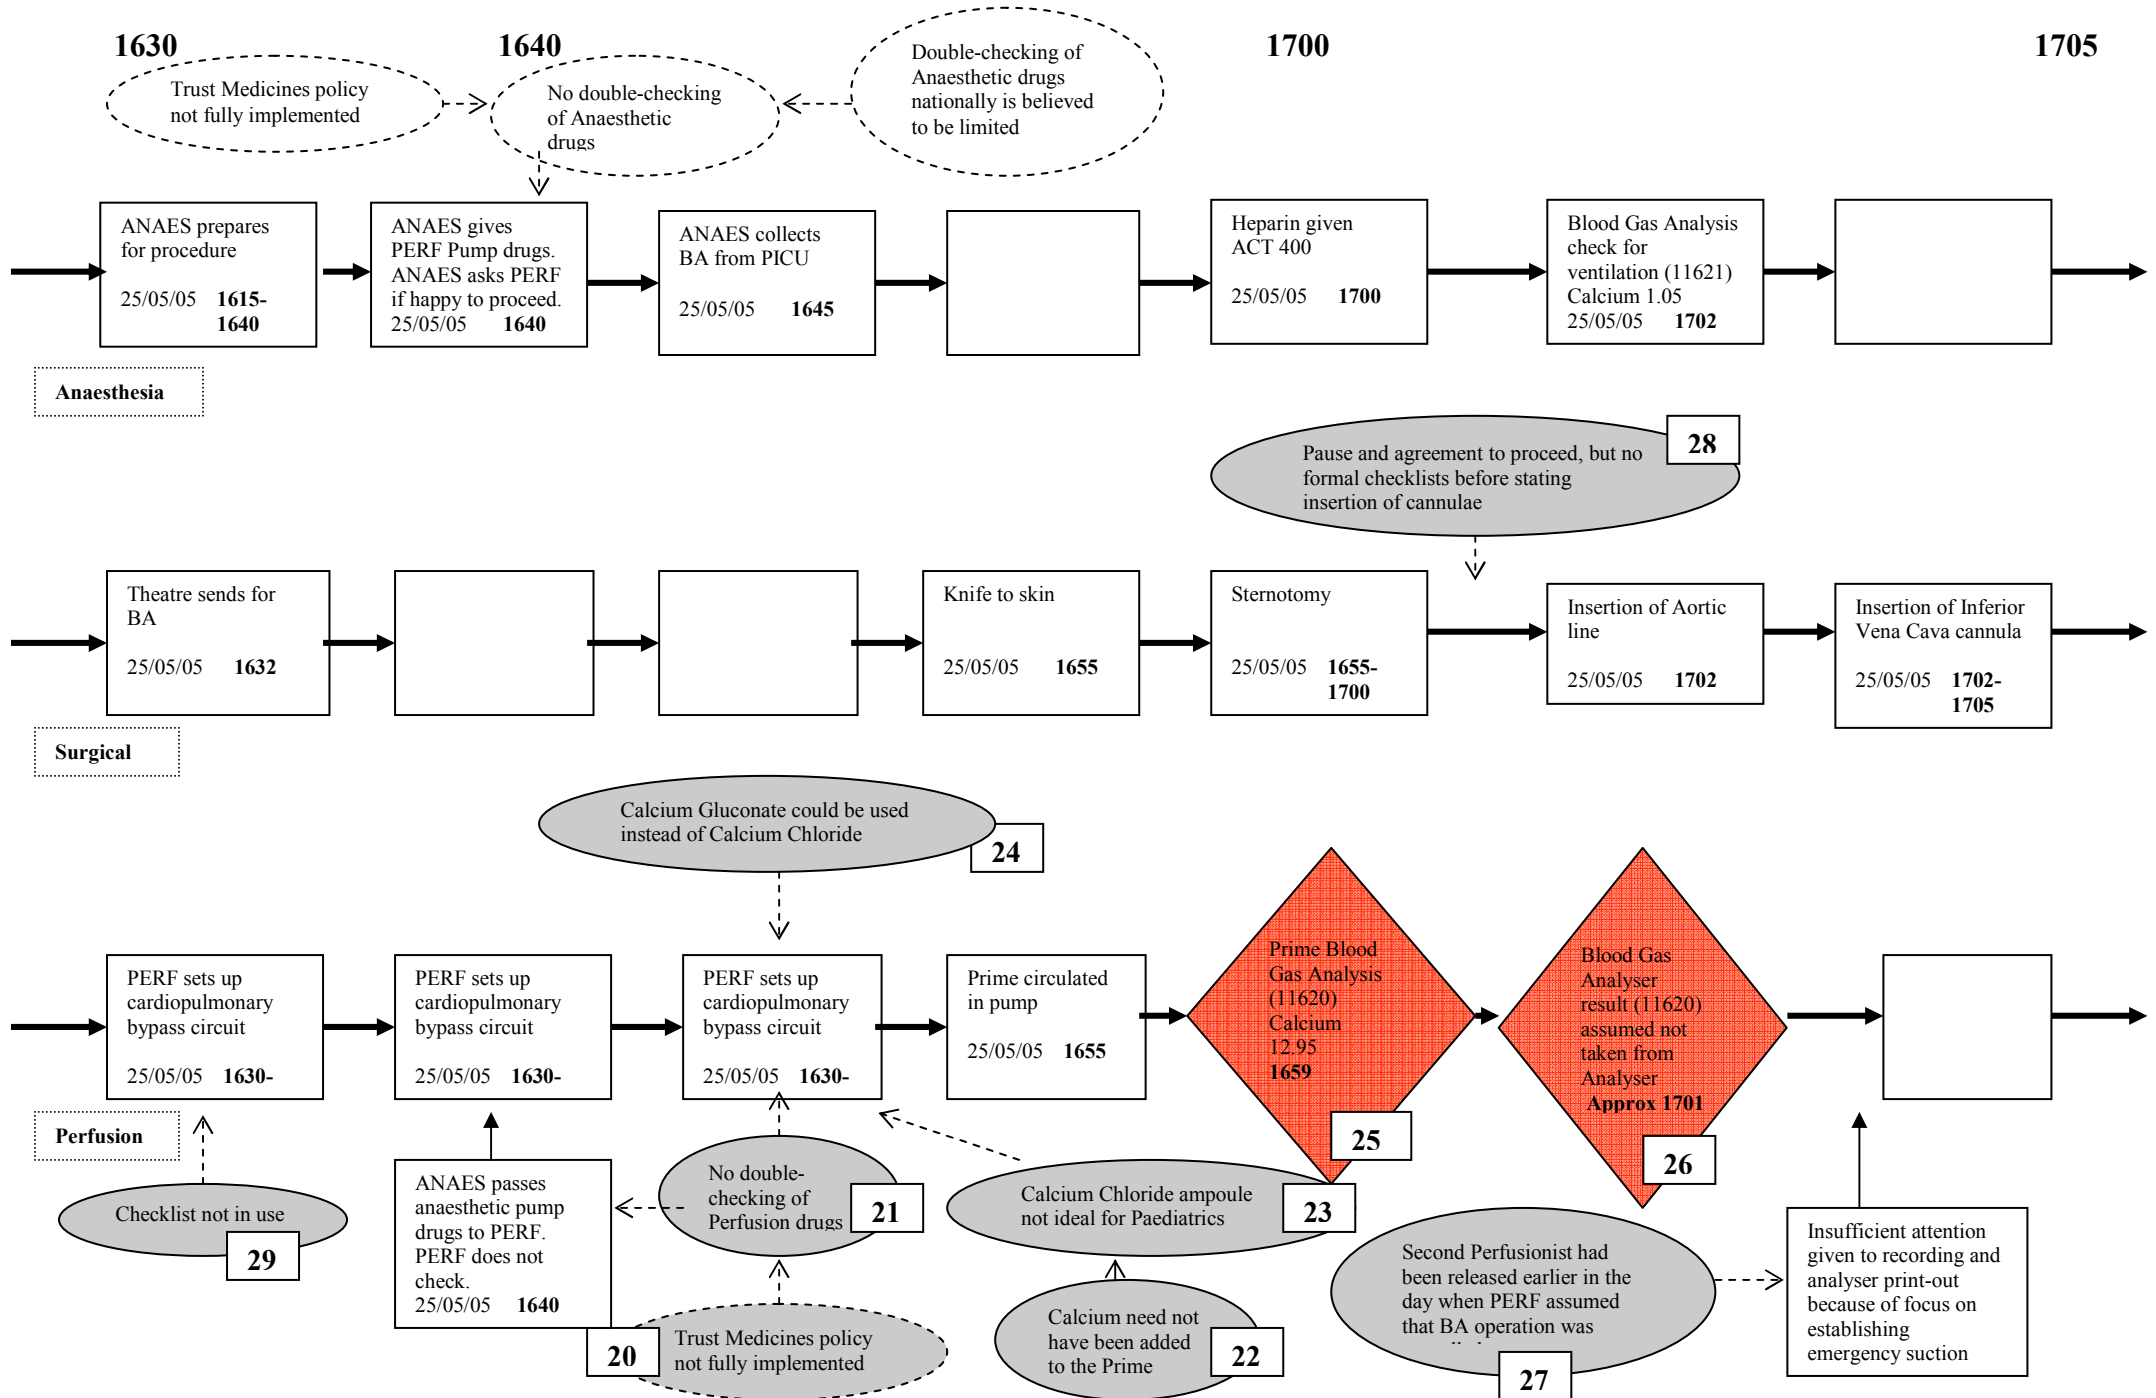 1630
1640
1700
1705
Trust Medicines policy
not fully implemented
No double-checking
of Anaesthetic
drugs
Double-checking of
Anaesthetic drugs
nationally is believed
to be limited
ANAES prepares
for procedure
25/05/05 1615-
1640
ANAES gives
PERF Pump drugs.
ANAES asks PERF
if happy to proceed.
25/05/05 1640
ANAES collects
BA from PICU
25/05/05 1645
Heparin given
ACT 400
25/05/05 1700
Blood Gas Analysis
check for
ventilation (11621)
Calcium 1.05
25/05/05 1702
Anaesthesia
28
Pause and agreement to proceed, but no
formal checklists before stating
insertion of cannulae
Theatre sends for
BA
25/05/05 1632
Knife to skin
25/05/05 1655
Sternotomy
25/05/05 1655-
1700
Insertion of Aortic
line
25/05/05 1702
Insertion of Inferior
Vena Cava cannula
25/05/05 1702-
1705
Surgical
Calcium Gluconate could be used
instead of Calcium Chloride
24
PERF sets up
cardiopulmonary
bypass circuit
25/05/05 1630-
PERF sets up
cardiopulmonary
bypass circuit
25/05/05 1630-
PERF sets up
cardiopulmonary
bypass circuit
25/05/05 1630-
Prime circulated
in pump
25/05/05 1655
Prime Blood
Gas Analysis
(11620)
Calcium
12.95
1659
25
Blood Gas
Analyser
result (11620)
assumed not
taken from
Analyser
Approx 1701
26
Perfusion
Checklist not in use
29
ANAES passes
anaesthetic pump
drugs to PERF.
PERF does not
check.
25/05/05 1640
No double-
checking of
Perfusion drugs
21
Calcium Chloride ampoule
not ideal for Paediatrics
23
20
Trust Medicines policy
not fully implemented
Calcium need not
have been added
to the Prime
22
Second Perfusionist had
been released earlier in the
day when PERF assumed
that BA operation was
27
Insufficient attention
given to recording and
analyser print-out
because of focus on
establishing
emergency suction